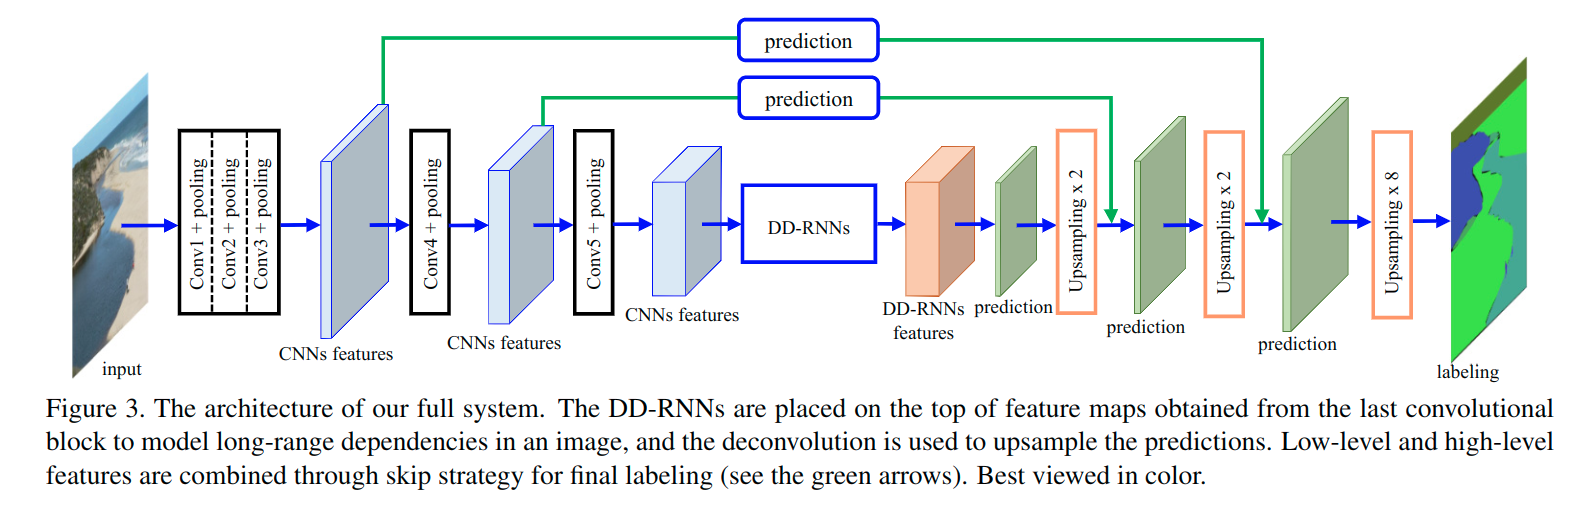 prediction
prediction
Conv1 + pooling
Conv2 + pooling
Conv3 + pooling
Conv4 + pooling
Conv5 + pooling
DD-RNNs
Upsampling x 2
Upsampling x 2
Upsampling x 8
input
CNNs features
CNNs features
CNNs features
DD-RNNs
features
prediction
prediction
prediction
labeling
Figure 3. The architecture of our full system. The DD-RNNs are placed on the top of feature maps obtained from the last convolutional
block to model long-range dependencies in an image, and the deconvolution is used to upsample the predictions. Low-level and high-level
features are combined through skip strategy for final labeling (see the green arrows). Best viewed in color.